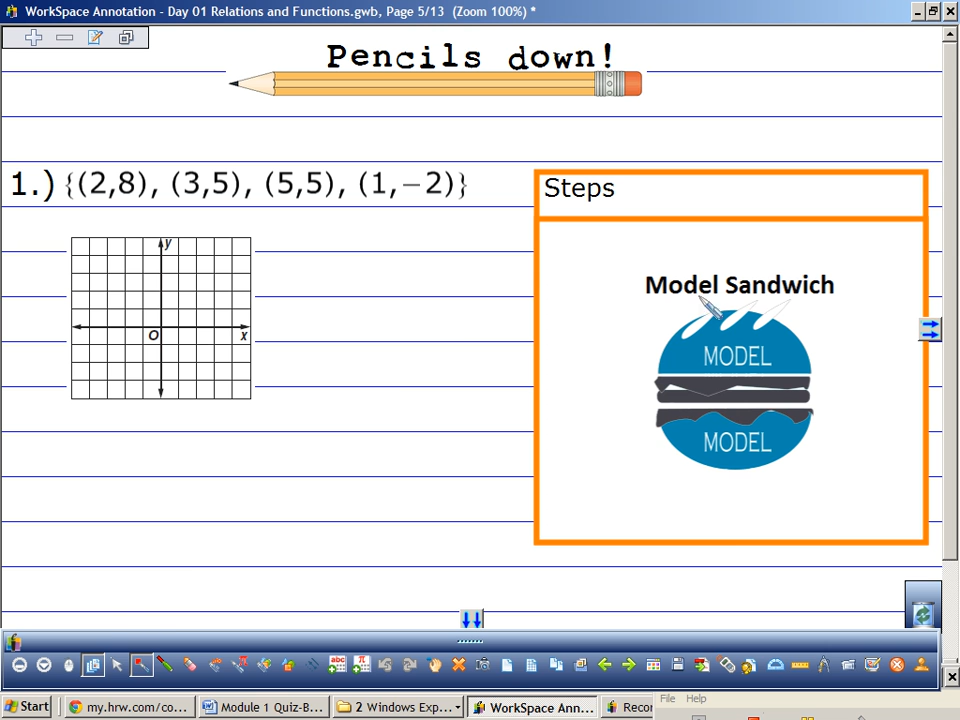 WorkSpace Annotation - Day 01 Relations and Functions.gwb, Page 5/13 (Zoom 100%) *
Pencils down!
1.) {(2,8), (3,5), (5,5), (1,−2)}
Steps
y
O
x
Model Sandwich
MODEL
MODEL
abc
π
Start
my.hrw.com/co...
Module 1 Quiz-B...
2 Windows Exp...
WorkSpace Ann...
Recor
File Help